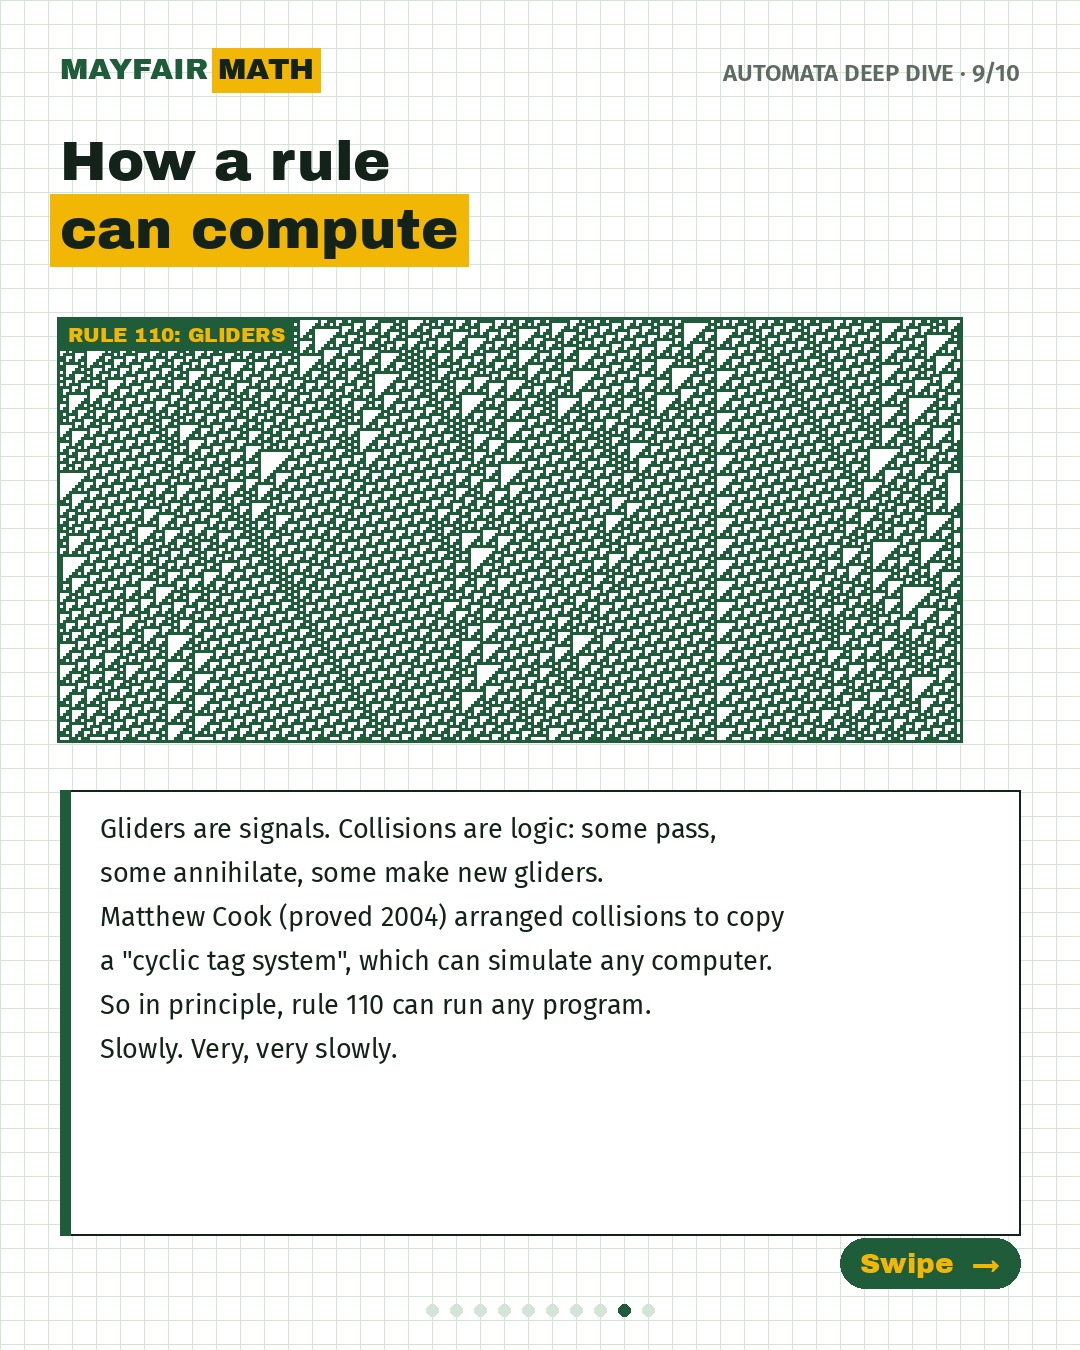 MAYFAIR MATH
AUTOMATA DEEP DIVE · 9/10
How a rule
can compute
RULE 110: GLIDERS
Gliders are signals. Collisions are logic: some pass,
some annihilate, some make new gliders.
Matthew Cook (proved 2004) arranged collisions to copy
a "cyclic tag system", which can simulate any computer.
So in principle, rule 110 can run any program.
Slowly. Very, very slowly.
Swipe →